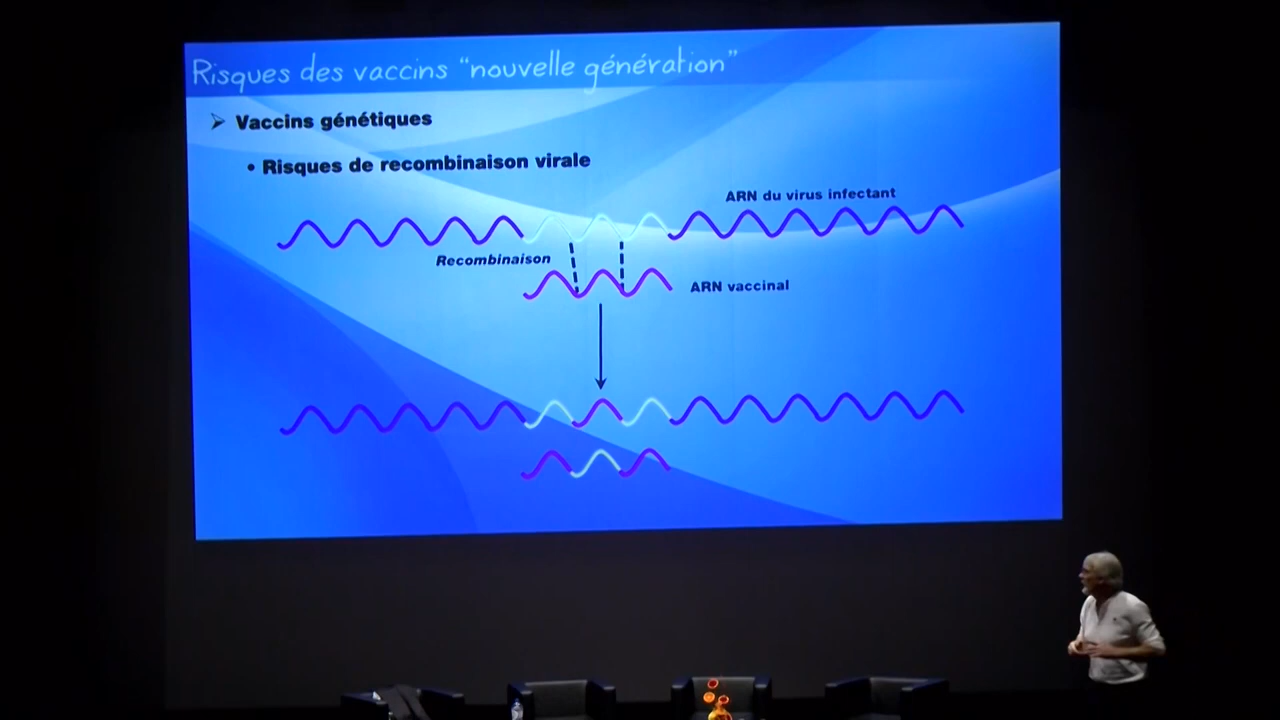 Risques des vaccins "nouvelle génération"
➢ Vaccins génétiques
• Risques de recombinaison virale
ARN du virus infectant
Recombinaison
ARN vaccinal